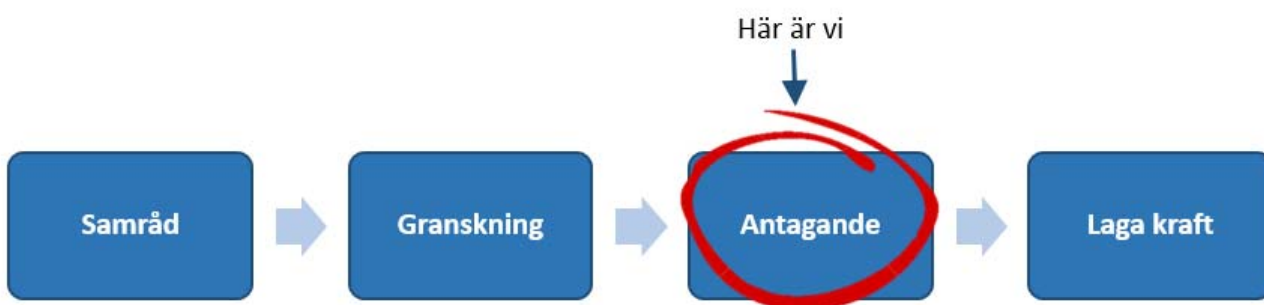 Här är vi
Samråd
Granskning
Antagande
Laga kraft